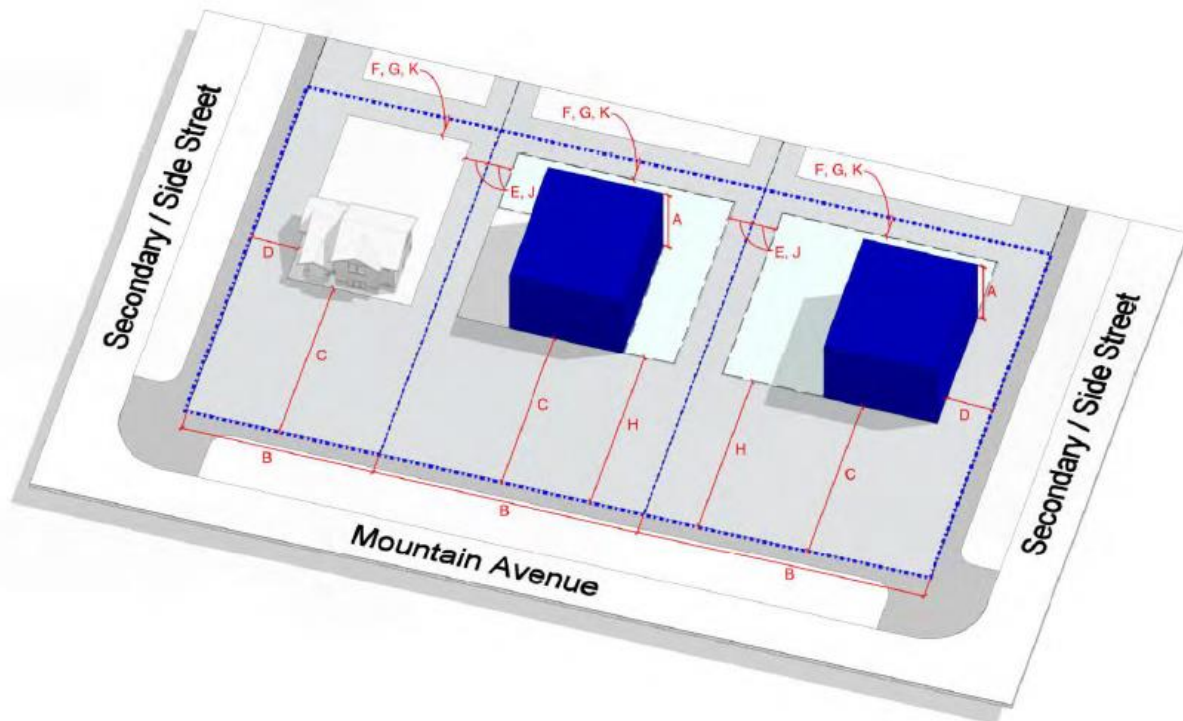 F, G, K
F, G, K
F, G, K
Secondary / Side Street
Secondary / Side Street
E, J
A
E, J
A
D
C
C
H
D
H
C
B
B
B
Mountain Avenue